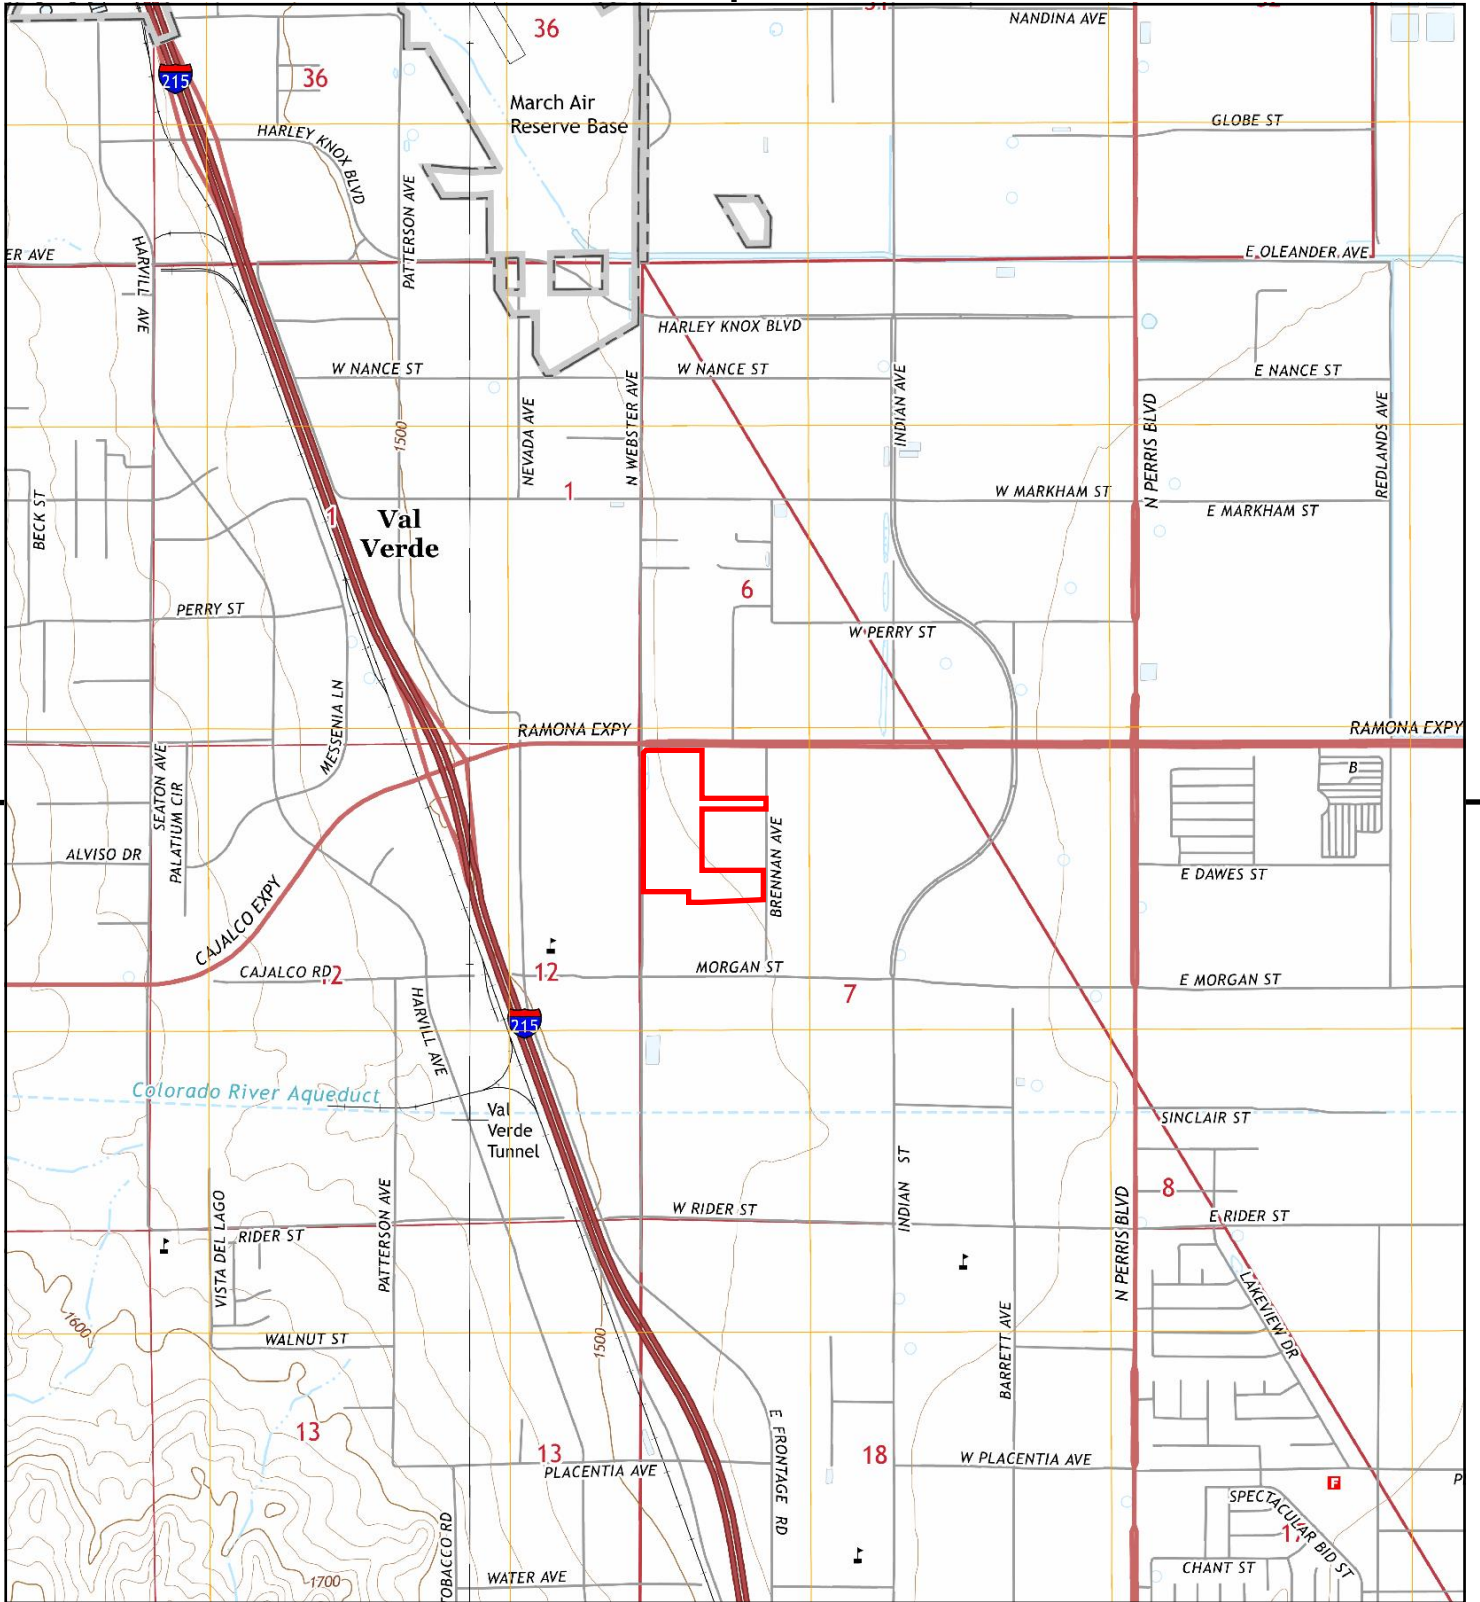 NANDINA AVE
36
215
36
March Air
Reserve Base
GLOBE ST
HARLEY KNOX BLVD
PATTERSON AVE
ER AVE
HARVILL AVE
E OLEANDER AVE
HARLEY KNOX BLVD
W NANCE ST
W NANCE ST
E NANCE ST
INDIAN AVE
N WEBSTER AVE
NEVADA AVE
N PERRIS BLVD
REDLANDS AVE
1500
1
W MARKHAM ST
E MARKHAM ST
BECK ST
1
Val
Verde
6
PERRY ST
W PERRY ST
MESSENIA LN
RAMONA EXPY
RAMONA EXPY
SEATON AVE
PALATIUM CIR
B
BRENNAN AVE
ALVISO DR
E DAWES ST
CAJALCO EXPY
CAJALCO RD
12
12
MORGAN ST
E MORGAN ST
7
HARVILL AVE
215
Colorado River Aqueduct
Val
Verde
Tunnel
SINCLAIR ST
INDIAN ST
8
PATTERSON AVE
VISTA DEL LAGO
W RIDER ST
E RIDER ST
RIDER ST
N PERRIS BLVD
LAKEVIEW DR
1600
WALNUT ST
1500
BARRETT AVE
13
13
18
E FRONTAGE RD
W PLACENTIA AVE
PLACENTIA AVE
P
F
SPECTACULAR BID ST
17
OBACCO RD
CHANT ST
WATER AVE
1700